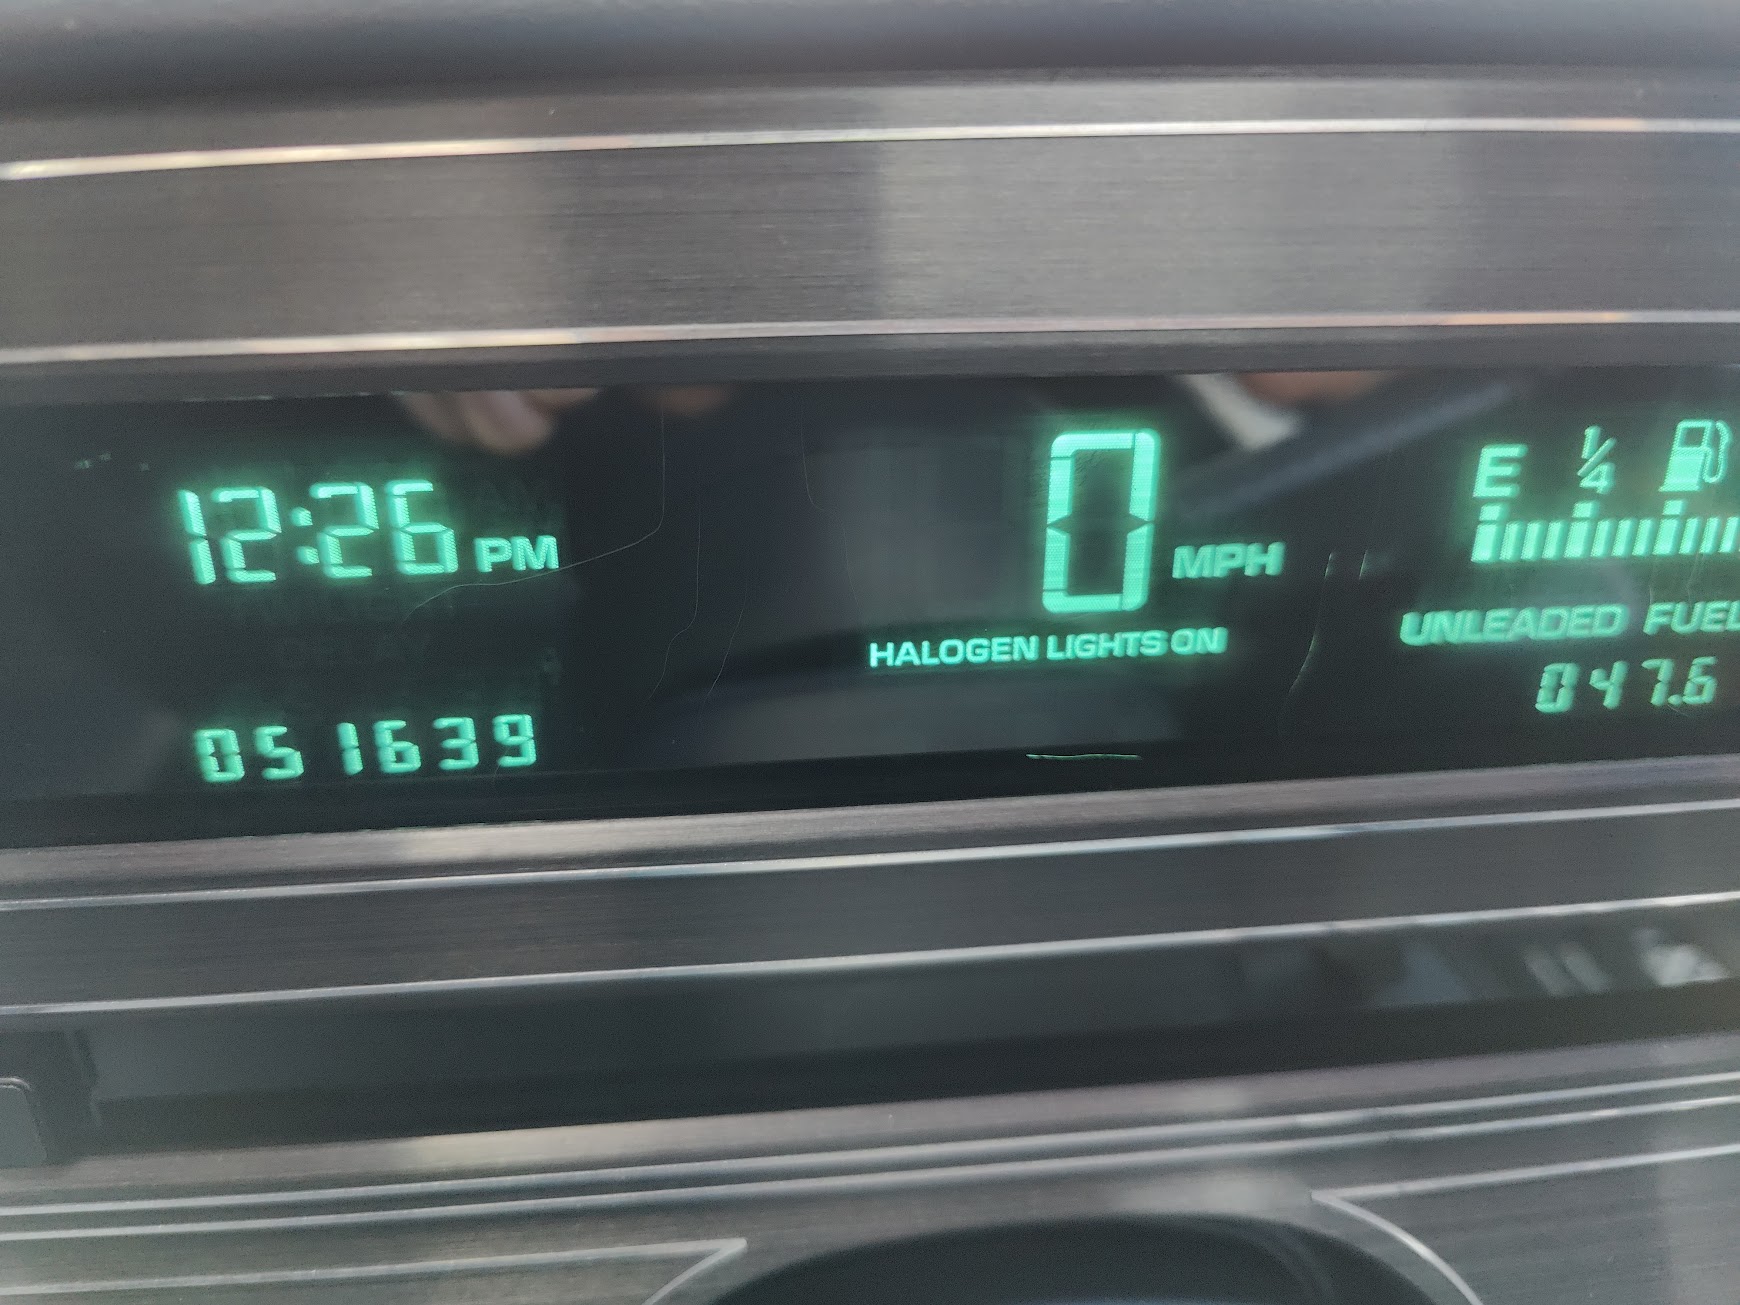 12:26 PM
0 MPH
E 1/4
HALOGEN LIGHTS ON
UNLEADED FUEL
047.6
051639